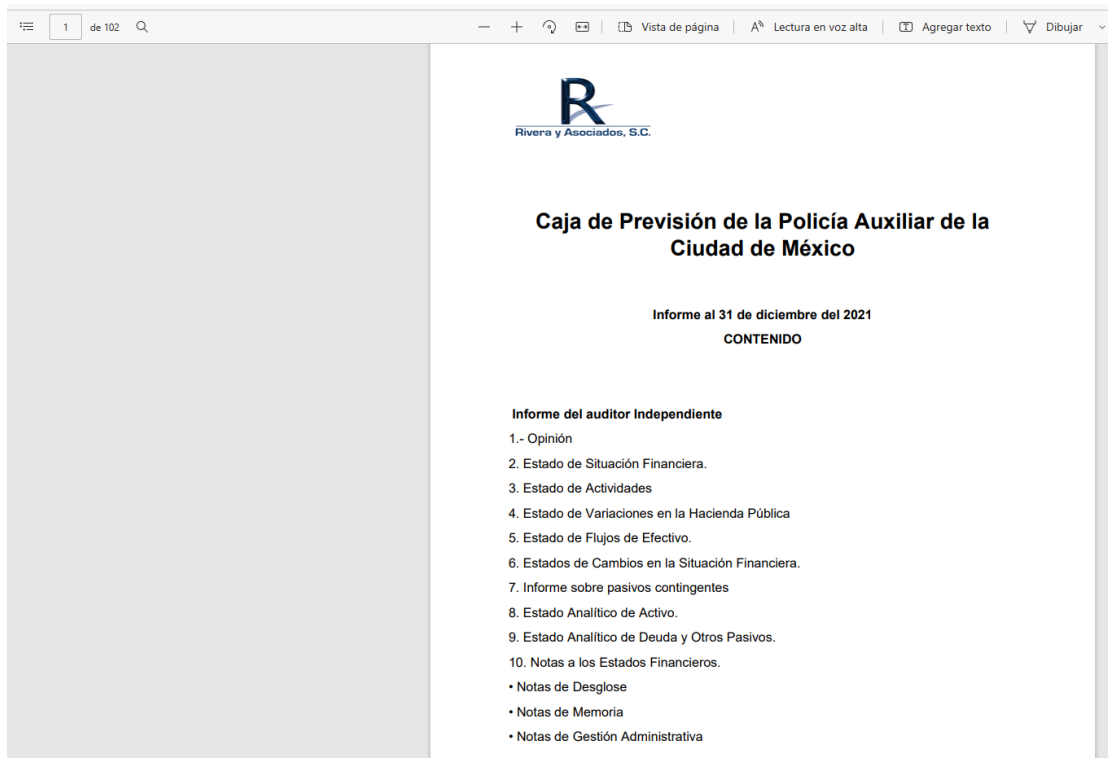 1 de 102 Vista de página Lectura en voz alta Agregar texto Dibujar
R
Rivera y Asociados, S.C.
Caja de Previsión de la Policía Auxiliar de la
Ciudad de México
Informe al 31 de diciembre del 2021
CONTENIDO
Informe del auditor Independiente
1.- Opinión
2. Estado de Situación Financiera.
3. Estado de Actividades
4. Estado de Variaciones en la Hacienda Pública
5. Estado de Flujos de Efectivo.
6. Estados de Cambios en la Situación Financiera.
7. Informe sobre pasivos contingentes
8. Estado Analítico de Activo.
9. Estado Analítico de Deuda y Otros Pasivos.
10. Notas a los Estados Financieros.
• Notas de Desglose
• Notas de Memoria
• Notas de Gestión Administrativa